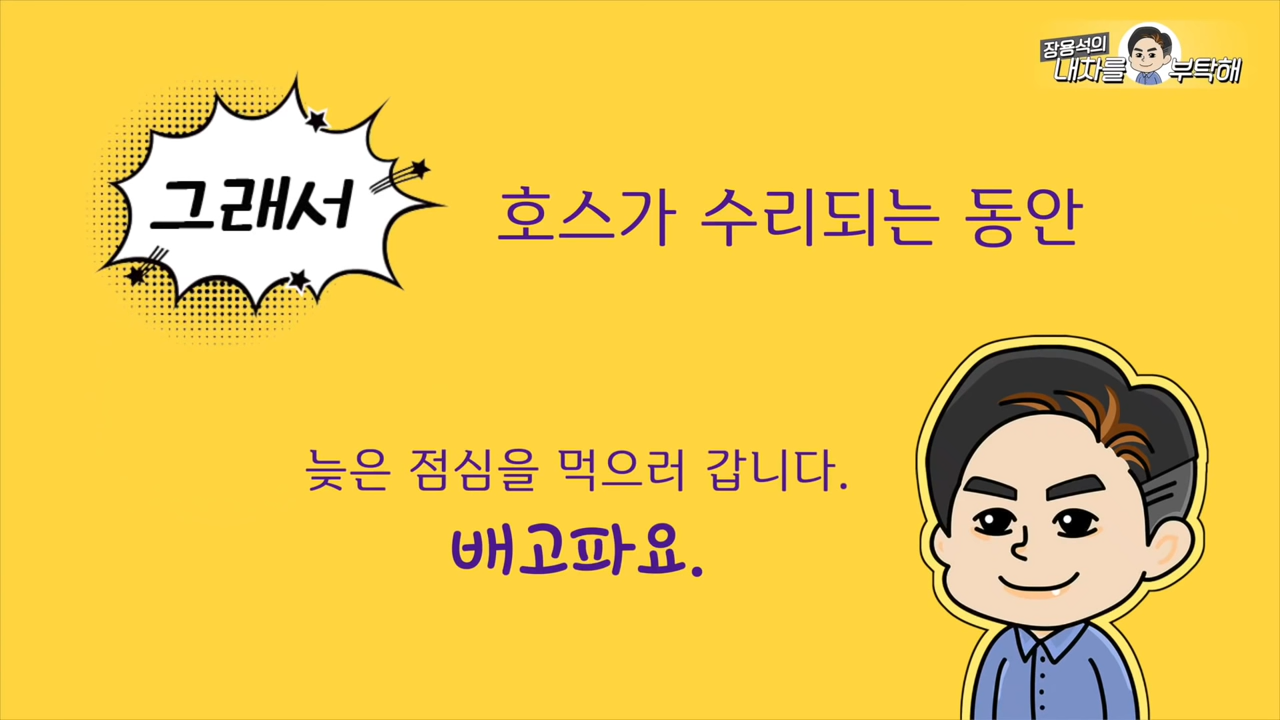 장용석의
내차를 부탁해
그래서
호스가 수리되는 동안
늦은 점심을 먹으러 갑니다.
배고파요.